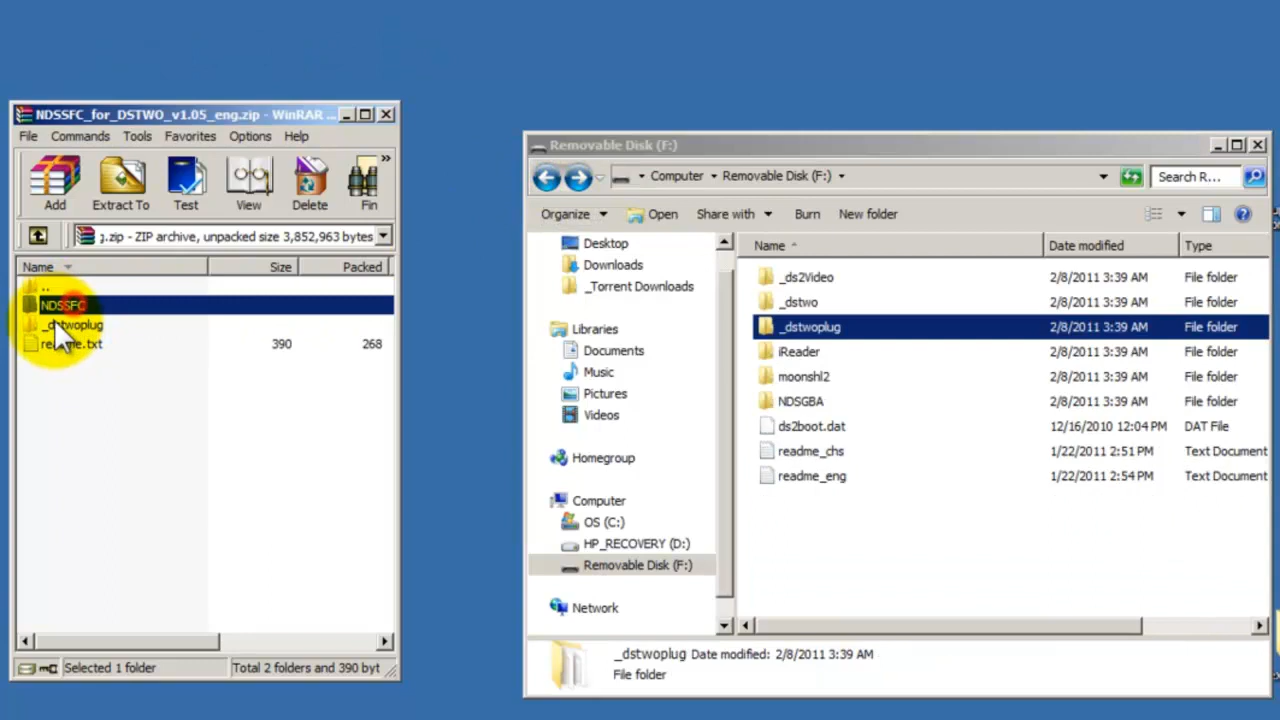 NDSSFC_for_DSTWO_v1.05_eng.zip - WinRAR ...
File Commands Tools Favorites Options Help
Add Extract To Test View Delete Fin
g.zip - ZIP archive, unpacked size 3,852,963 bytes
Name Size Packed
..
NDSSFC
_dstwoplug
readme.txt 390 268
Selected 1 folder Total 2 folders and 390 byt
Removable Disk (F:)
Computer Removable Disk (F:) Search R...
Organize Open Share with Burn New folder
Desktop
Downloads
_Torrent Downloads
Libraries
Documents
Music
Pictures
Videos
Homegroup
Computer
OS (C:)
HP_RECOVERY (D:)
Removable Disk (F:)
Network
Name Date modified Type
_ds2Video 2/8/2011 3:39 AM File folder
_dstwo 2/8/2011 3:39 AM File folder
_dstwoplug 2/8/2011 3:39 AM File folder
iReader 2/8/2011 3:39 AM File folder
moonshl2 2/8/2011 3:39 AM File folder
NDSGBA 2/8/2011 3:39 AM File folder
ds2boot.dat 12/16/2010 12:04 PM DAT File
readme_chs 1/22/2011 2:51 PM Text Document
readme_eng 1/22/2011 2:54 PM Text Document
_dstwoplug Date modified: 2/8/2011 3:39 AM
File folder